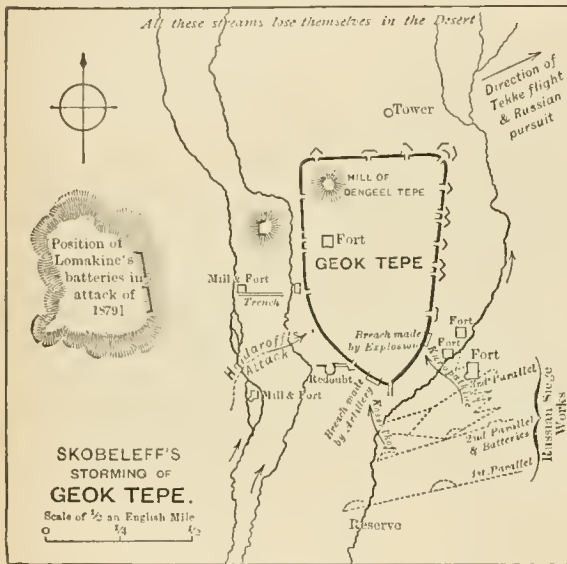 All these streams lose themselves in the Desert
Direction of
Tekke flight
& Russian
pursuit
Tower
HILL OF
DENGEEL TEPE
Fort
GEOK TEPE
Position of
Lomakine's
batteries in
attack of
1879
Mill & Fort
Trench
Haidaroff's
Attack
Breach made
by Explosion
Fort
Fort
Fort
Kuropatkine
3rd Parallel
Redoubt
Mill & Fort
Breach made
by Artillery
2nd Parallel
& Batteries
1st Parallel
Russian Siege
Works
Reserve
SKOBELEFF'S
STORMING OF
GEOK TEPE.
Scale of ½ an English Mile
0 ¼ ½